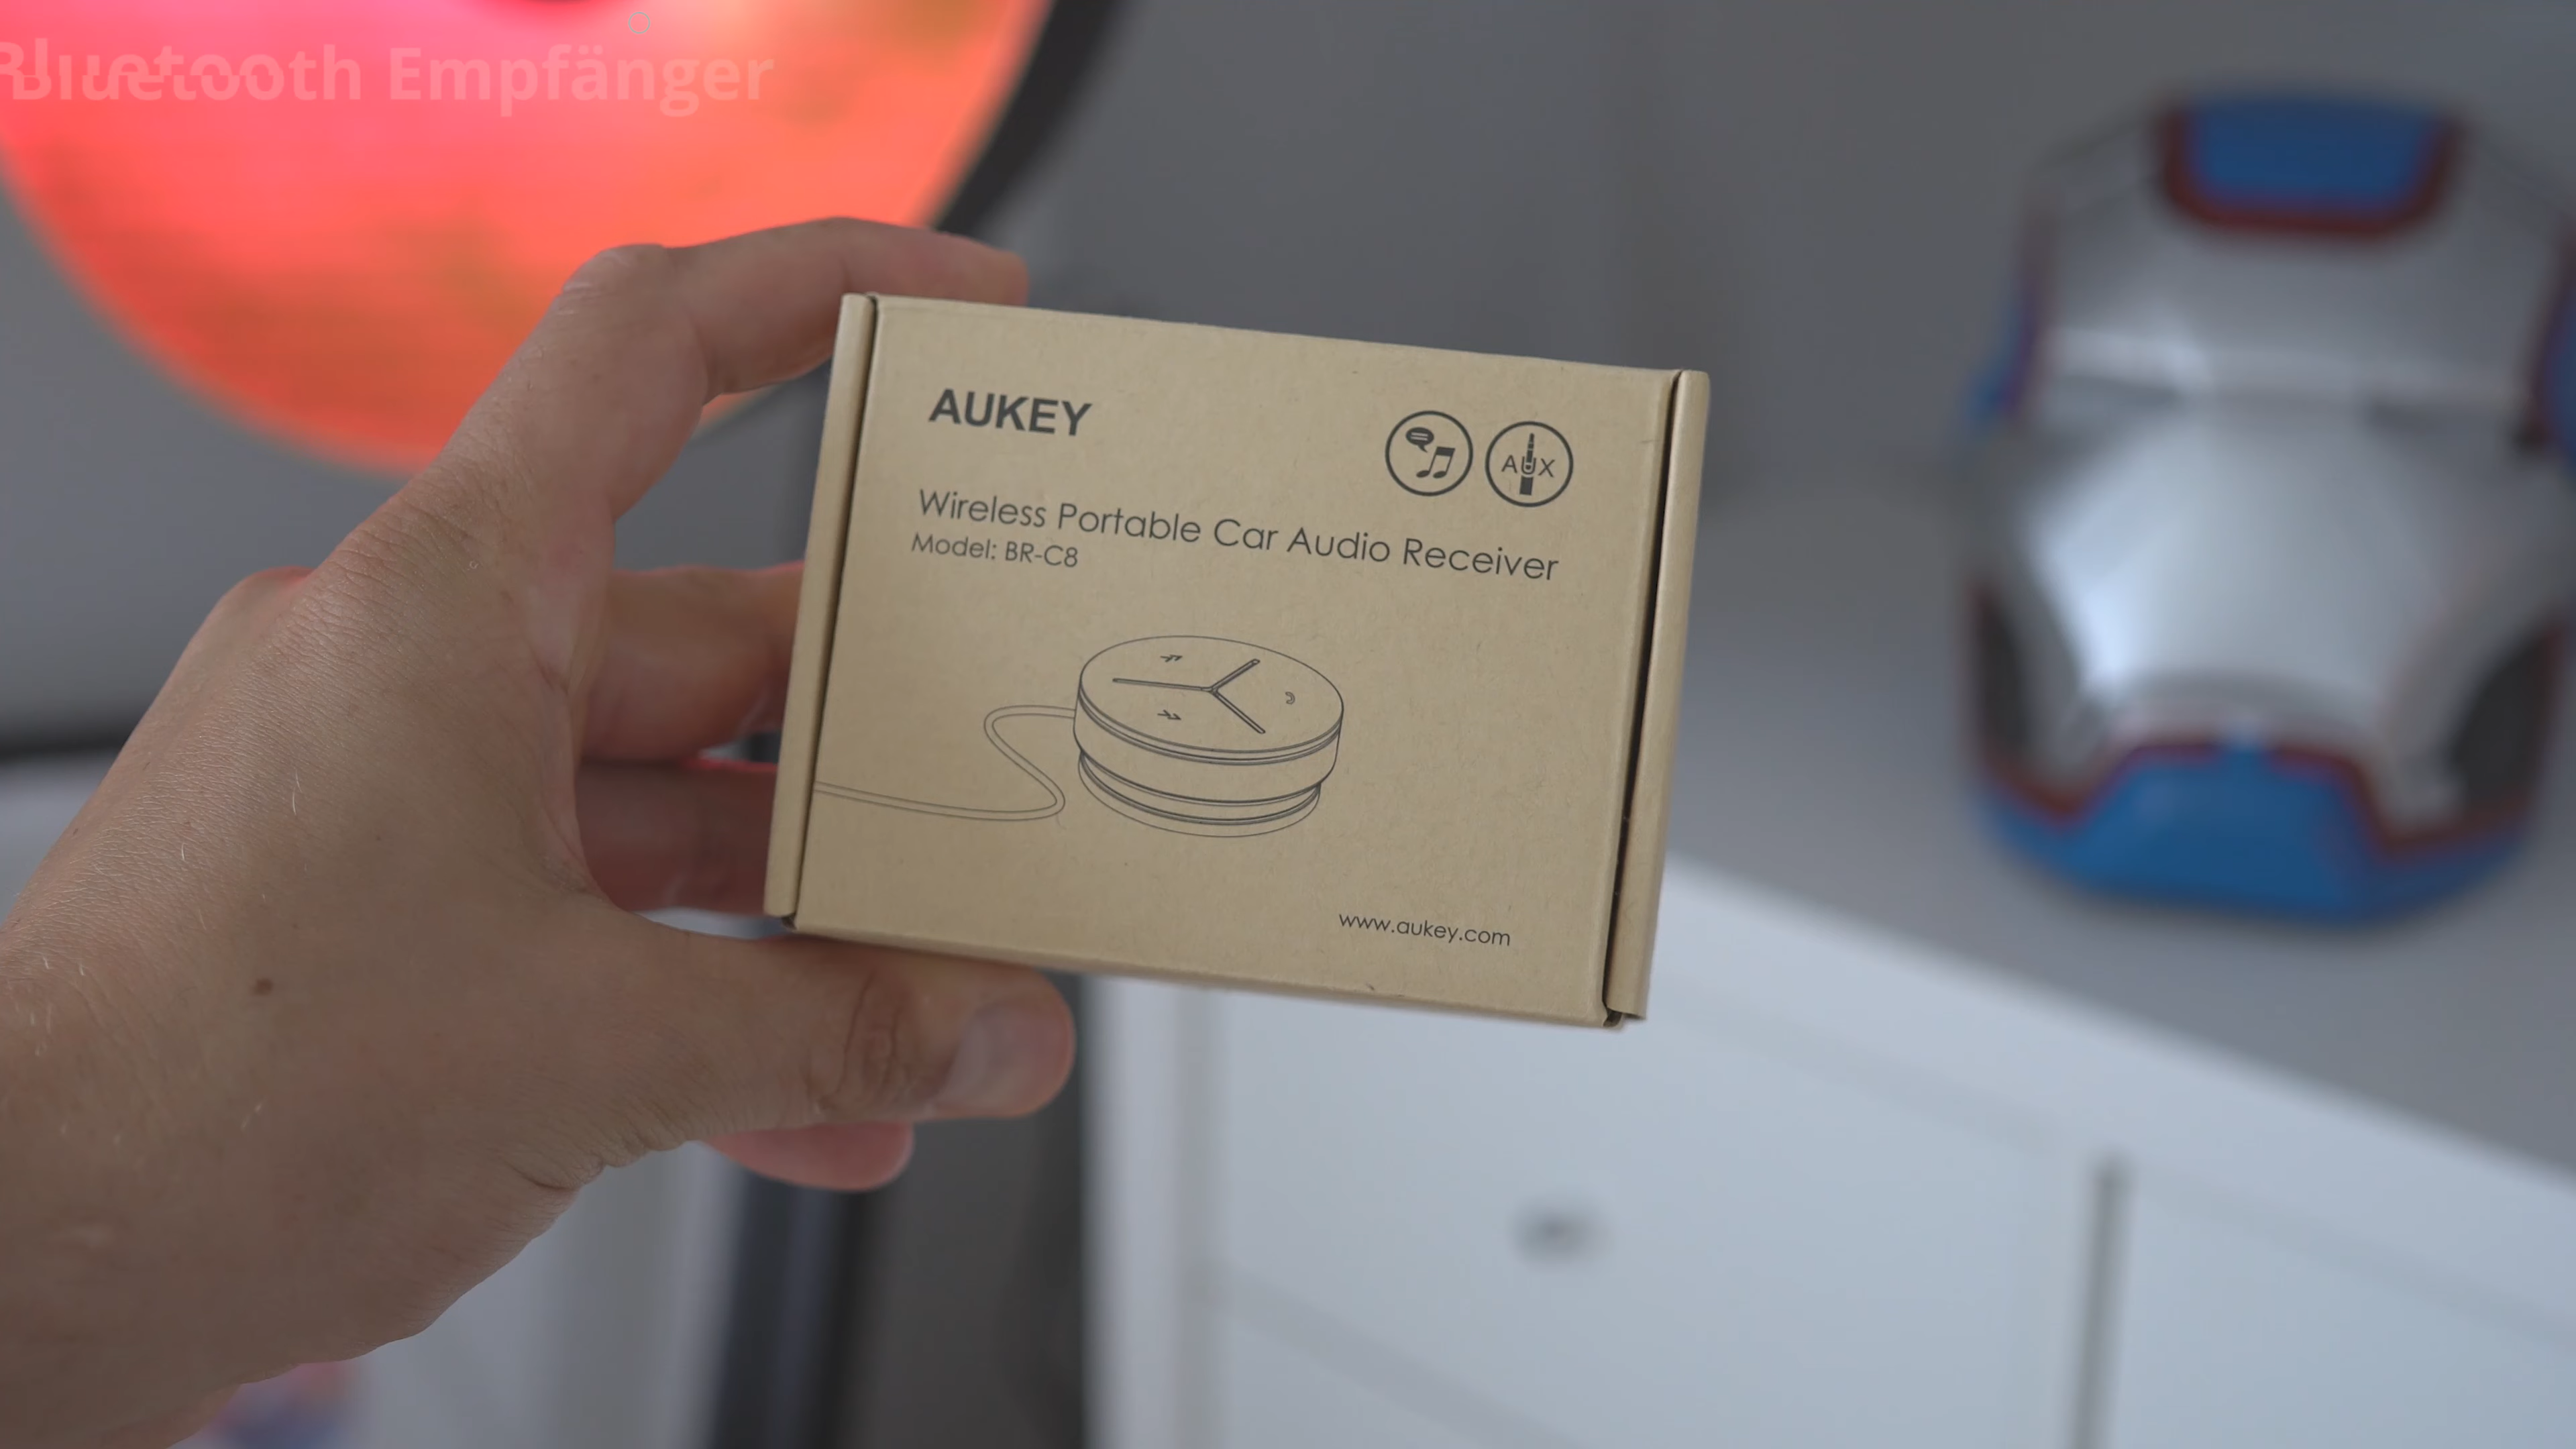 Bluetooth Empfänger
AUKEY
AUX
Wireless Portable Car Audio Receiver
Model: BR-C8
www.aukey.com